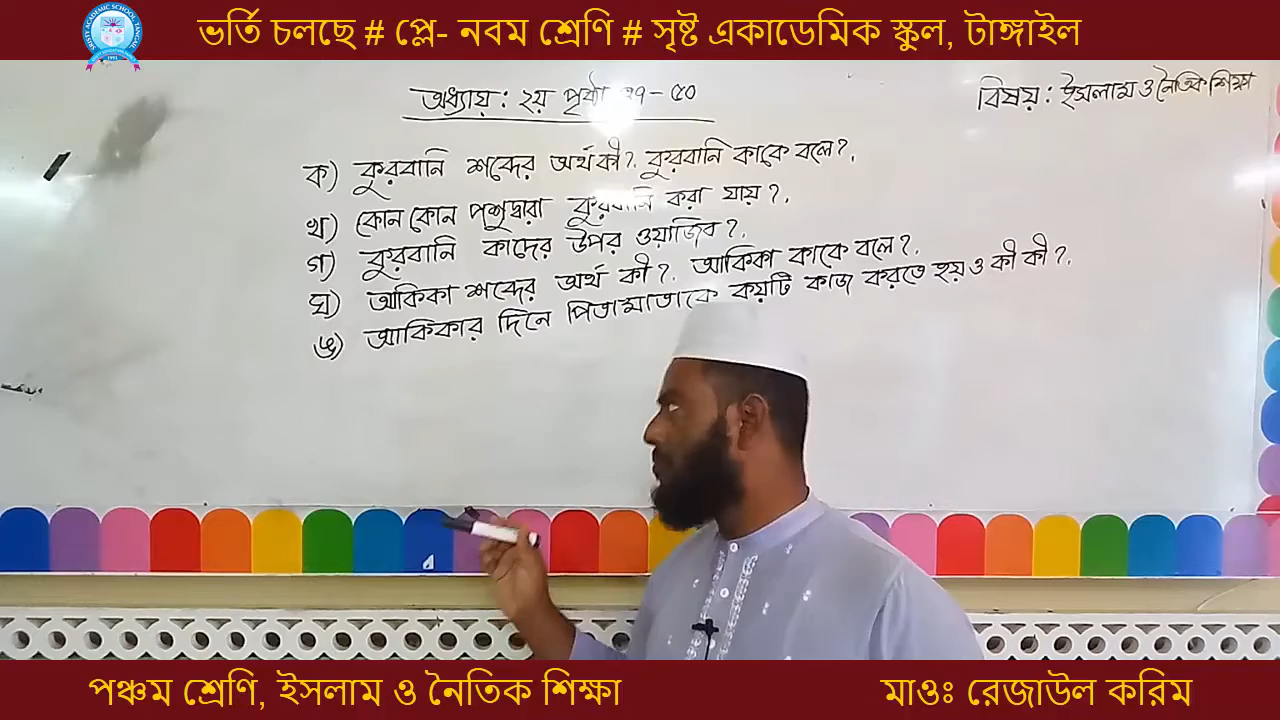 ভর্তি চলছে # প্লে- নবম শ্রেণি # সৃষ্ট একাডেমিক স্কুল, টাঙ্গাইল
অধ্যায় : ২য় পৃষ্ঠা - ৫০
বিষয় : ইসলাম ও নৈতিক শিক্ষা
ক) কুরবানি শব্দের অর্থ কী?. কুরবানি কাকে বলে?.
খ) কোন কোন পশুদ্বারা কুরবানি করা যায়?.
গ) কুরবানি কাদের উপর ওয়াজিব?.
ঘ) আকিকা শব্দের অর্থ কী?. আকিকা কাকে বলে?.
ঙ) আকিকার দিনে পিতামাতাকে কয়টি কাজ করতে হয় ও কী কী?.
পঞ্চম শ্রেণি, ইসলাম ও নৈতিক শিক্ষা
মাওঃ রেজাউল করিম